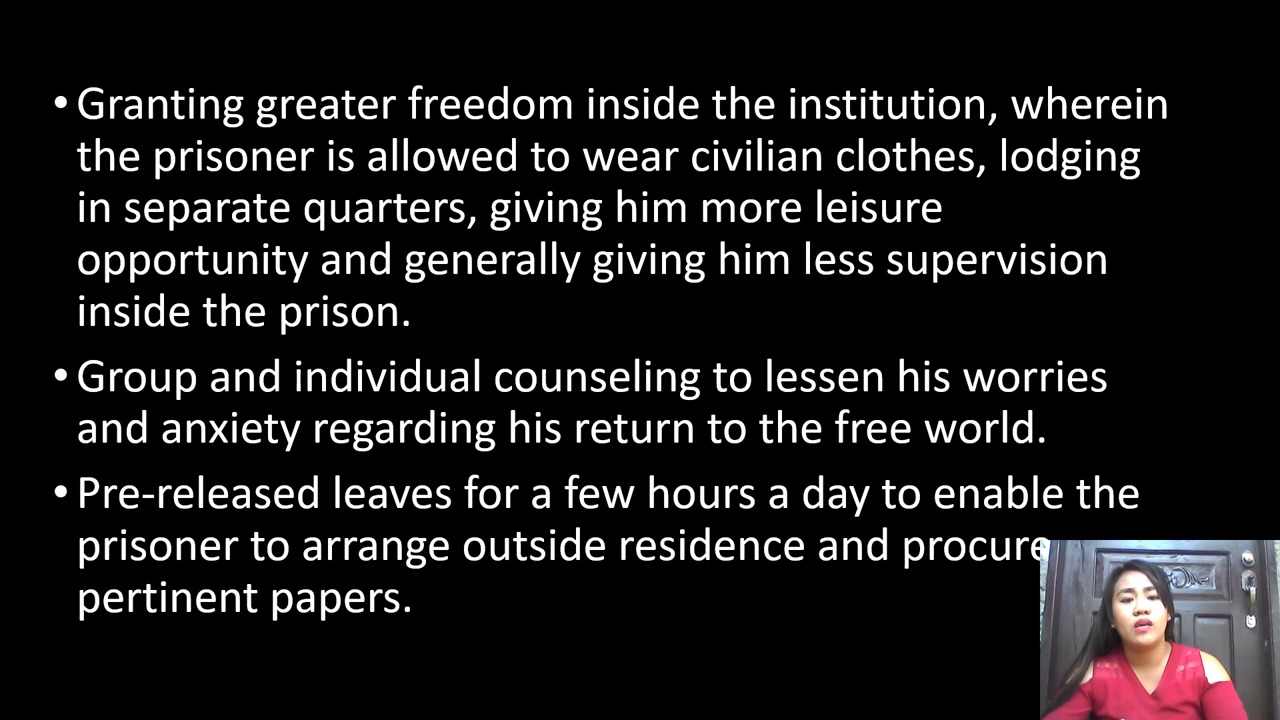 • Granting greater freedom inside the institution, wherein
the prisoner is allowed to wear civilian clothes, lodging
in separate quarters, giving him more leisure
opportunity and generally giving him less supervision
inside the prison.
• Group and individual counseling to lessen his worries
and anxiety regarding his return to the free world.
• Pre-released leaves for a few hours a day to enable the
prisoner to arrange outside residence and procure
pertinent papers.